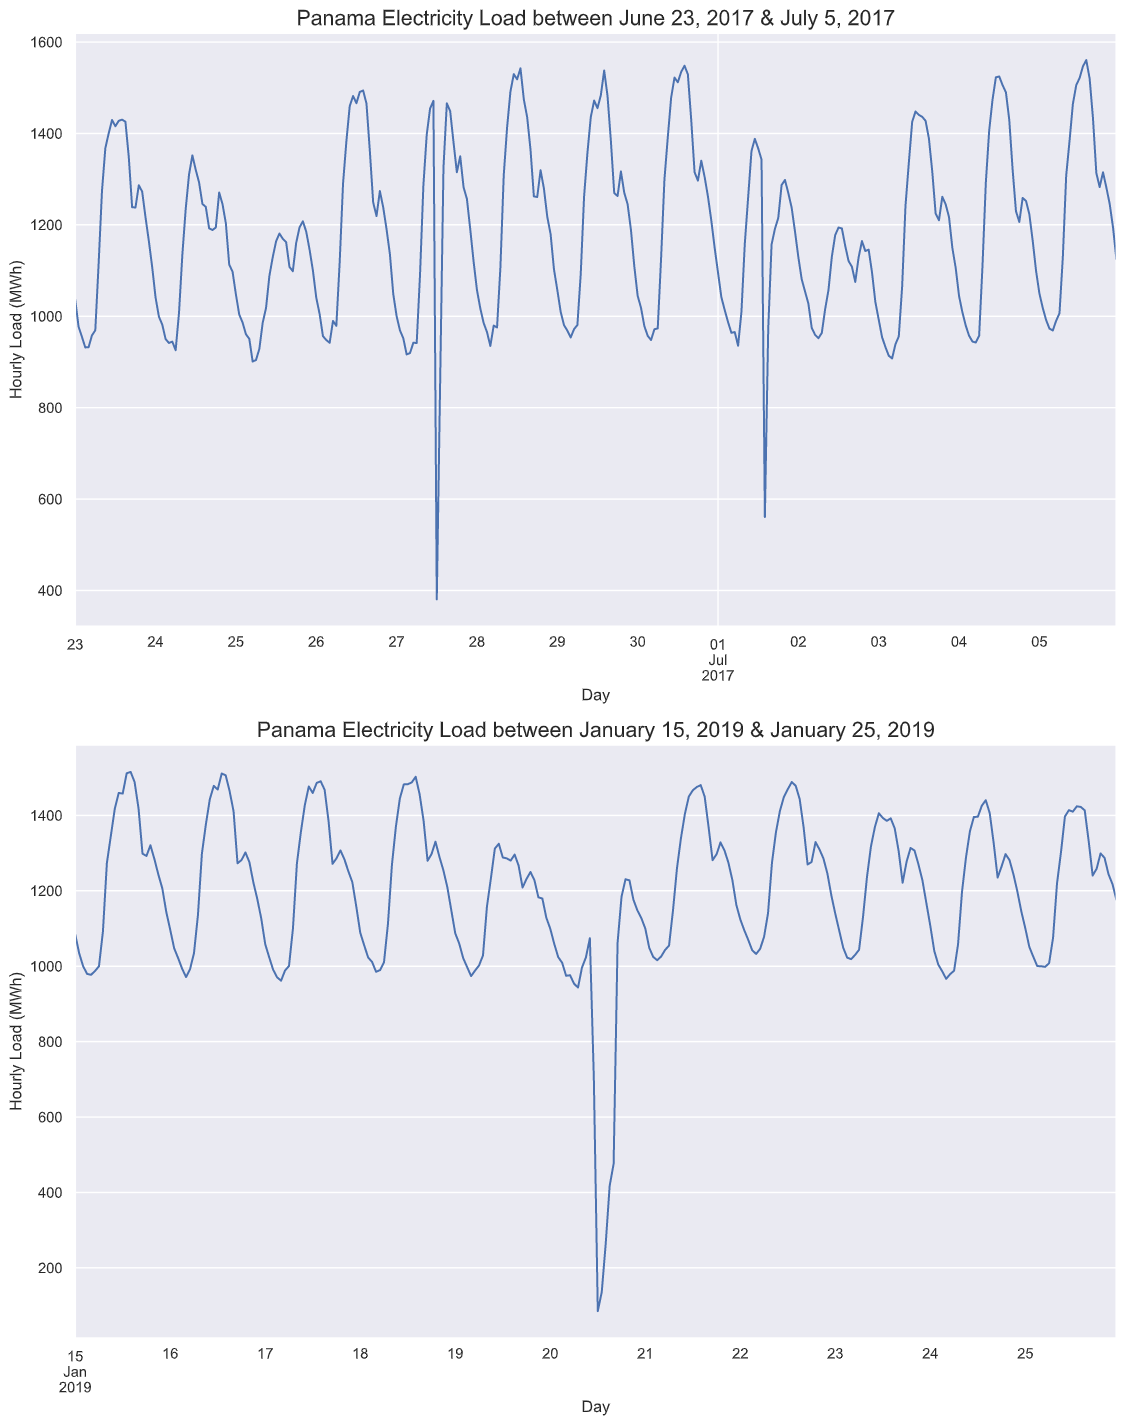 Panama Electricity Load between June 23, 2017 & July 5, 2017
1600
1400
1200
1000
800
600
400
Hourly Load (MWh)
23 24 25 26 27 28 29 30 01 02 03 04 05
Jul
2017
Day
Panama Electricity Load between January 15, 2019 & January 25, 2019
1400
1200
1000
800
600
400
200
Hourly Load (MWh)
15 16 17 18 19 20 21 22 23 24 25
Jan
2019
Day